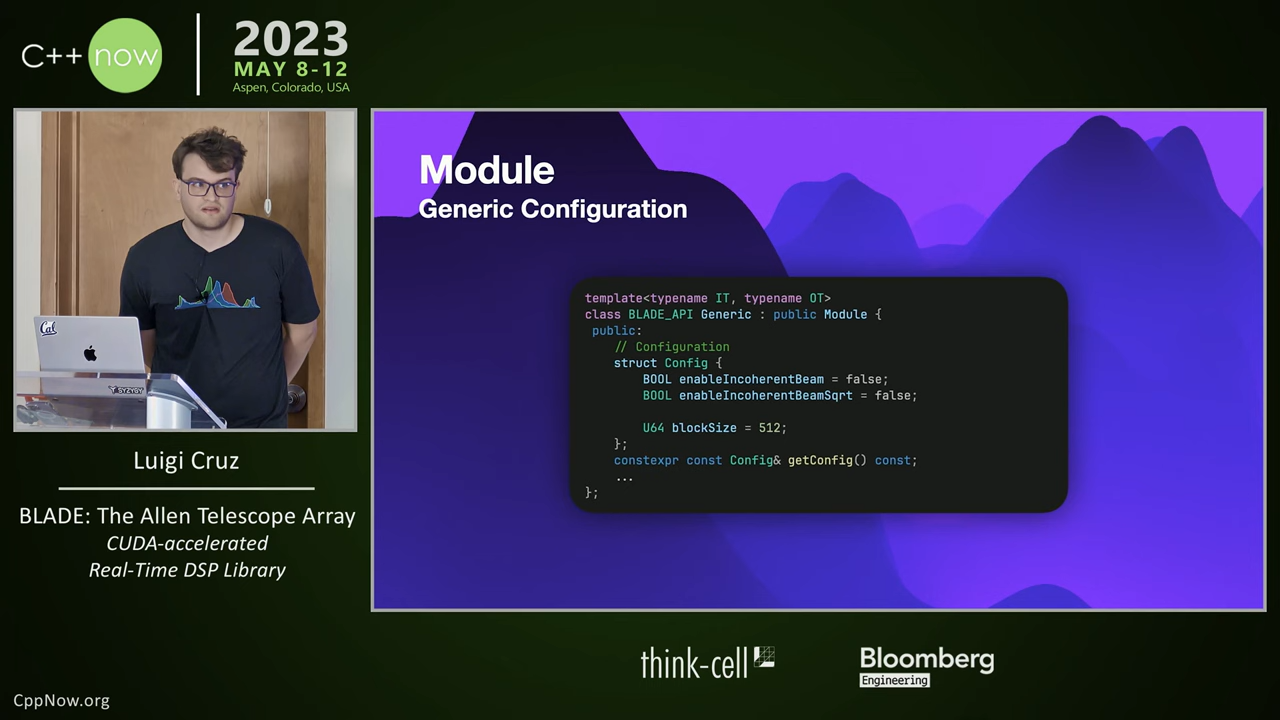 C++ now
2023
MAY 8-12
Aspen, Colorado, USA
Cal
SYZYGY
Luigi Cruz
BLADE: The Allen Telescope Array
CUDA-accelerated
Real-Time DSP Library
Module
Generic Configuration
template<typename IT, typename OT>
class BLADE_API Generic : public Module {
public:
// Configuration
struct Config {
BOOL enableIncoherentBeam = false;
BOOL enableIncoherentBeamSqrt = false;
U64 blockSize = 512;
};
constexpr const Config& getConfig() const;
...
};
think-cell
Bloomberg
Engineering
CppNow.org